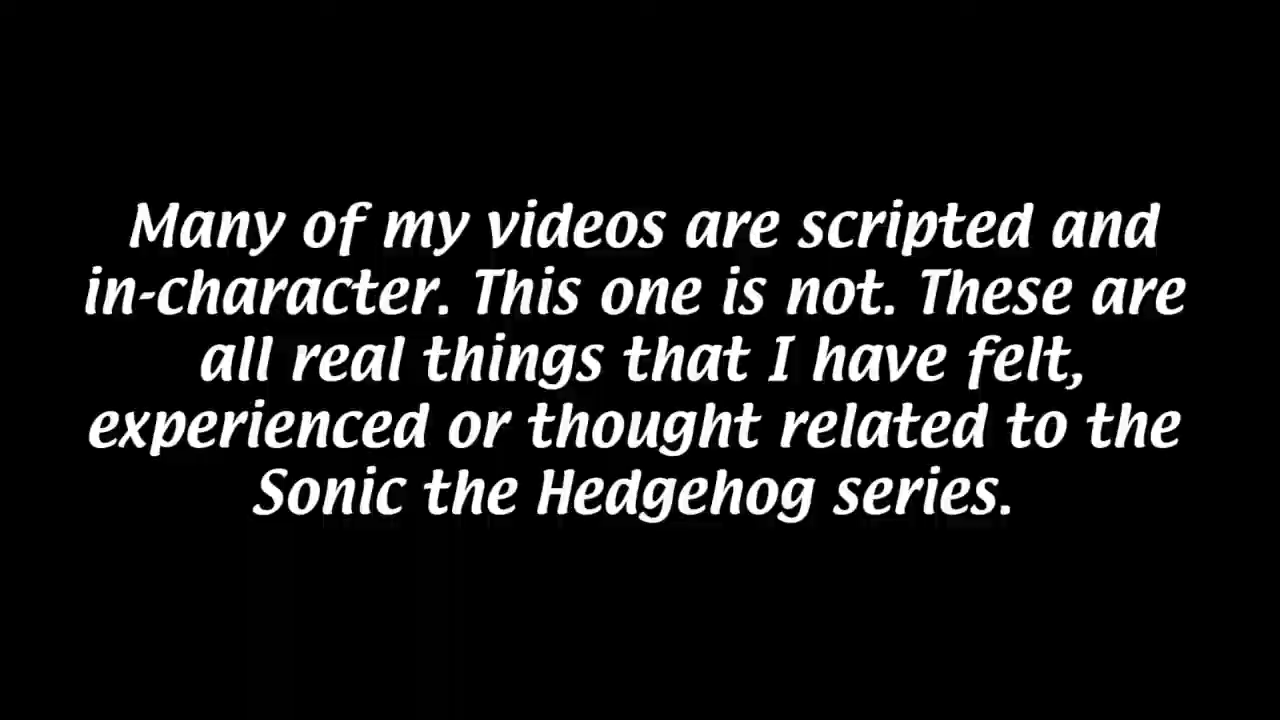 Many of my videos are scripted and
in-character. This one is not. These are
all real things that I have felt,
experienced or thought related to the
Sonic the Hedgehog series.